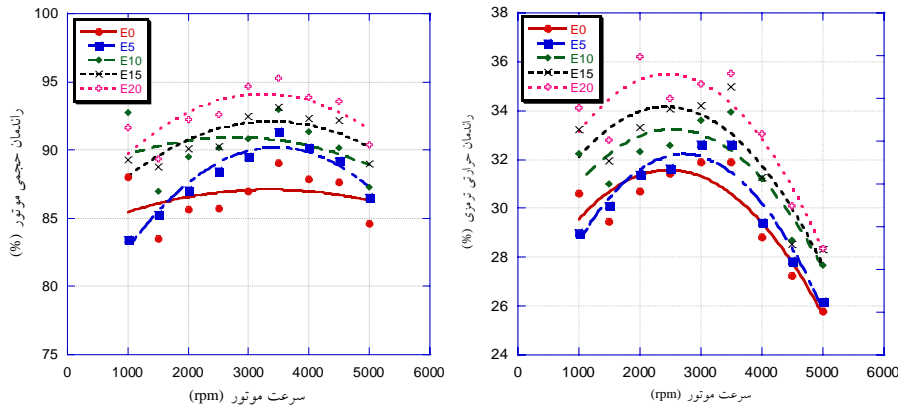 100
95
90
85
80
75
0 1000 2000 3000 4000 5000 6000
E0
E5
E10
E15
E20
راندمان حجمی موتور (%)
سرعت موتور (rpm)
38
36
34
32
30
28
26
24
0 1000 2000 3000 4000 5000 6000
E0
E5
E10
E15
E20
راندمان حرارتی ترمزی (%)
سرعت موتور (rpm)